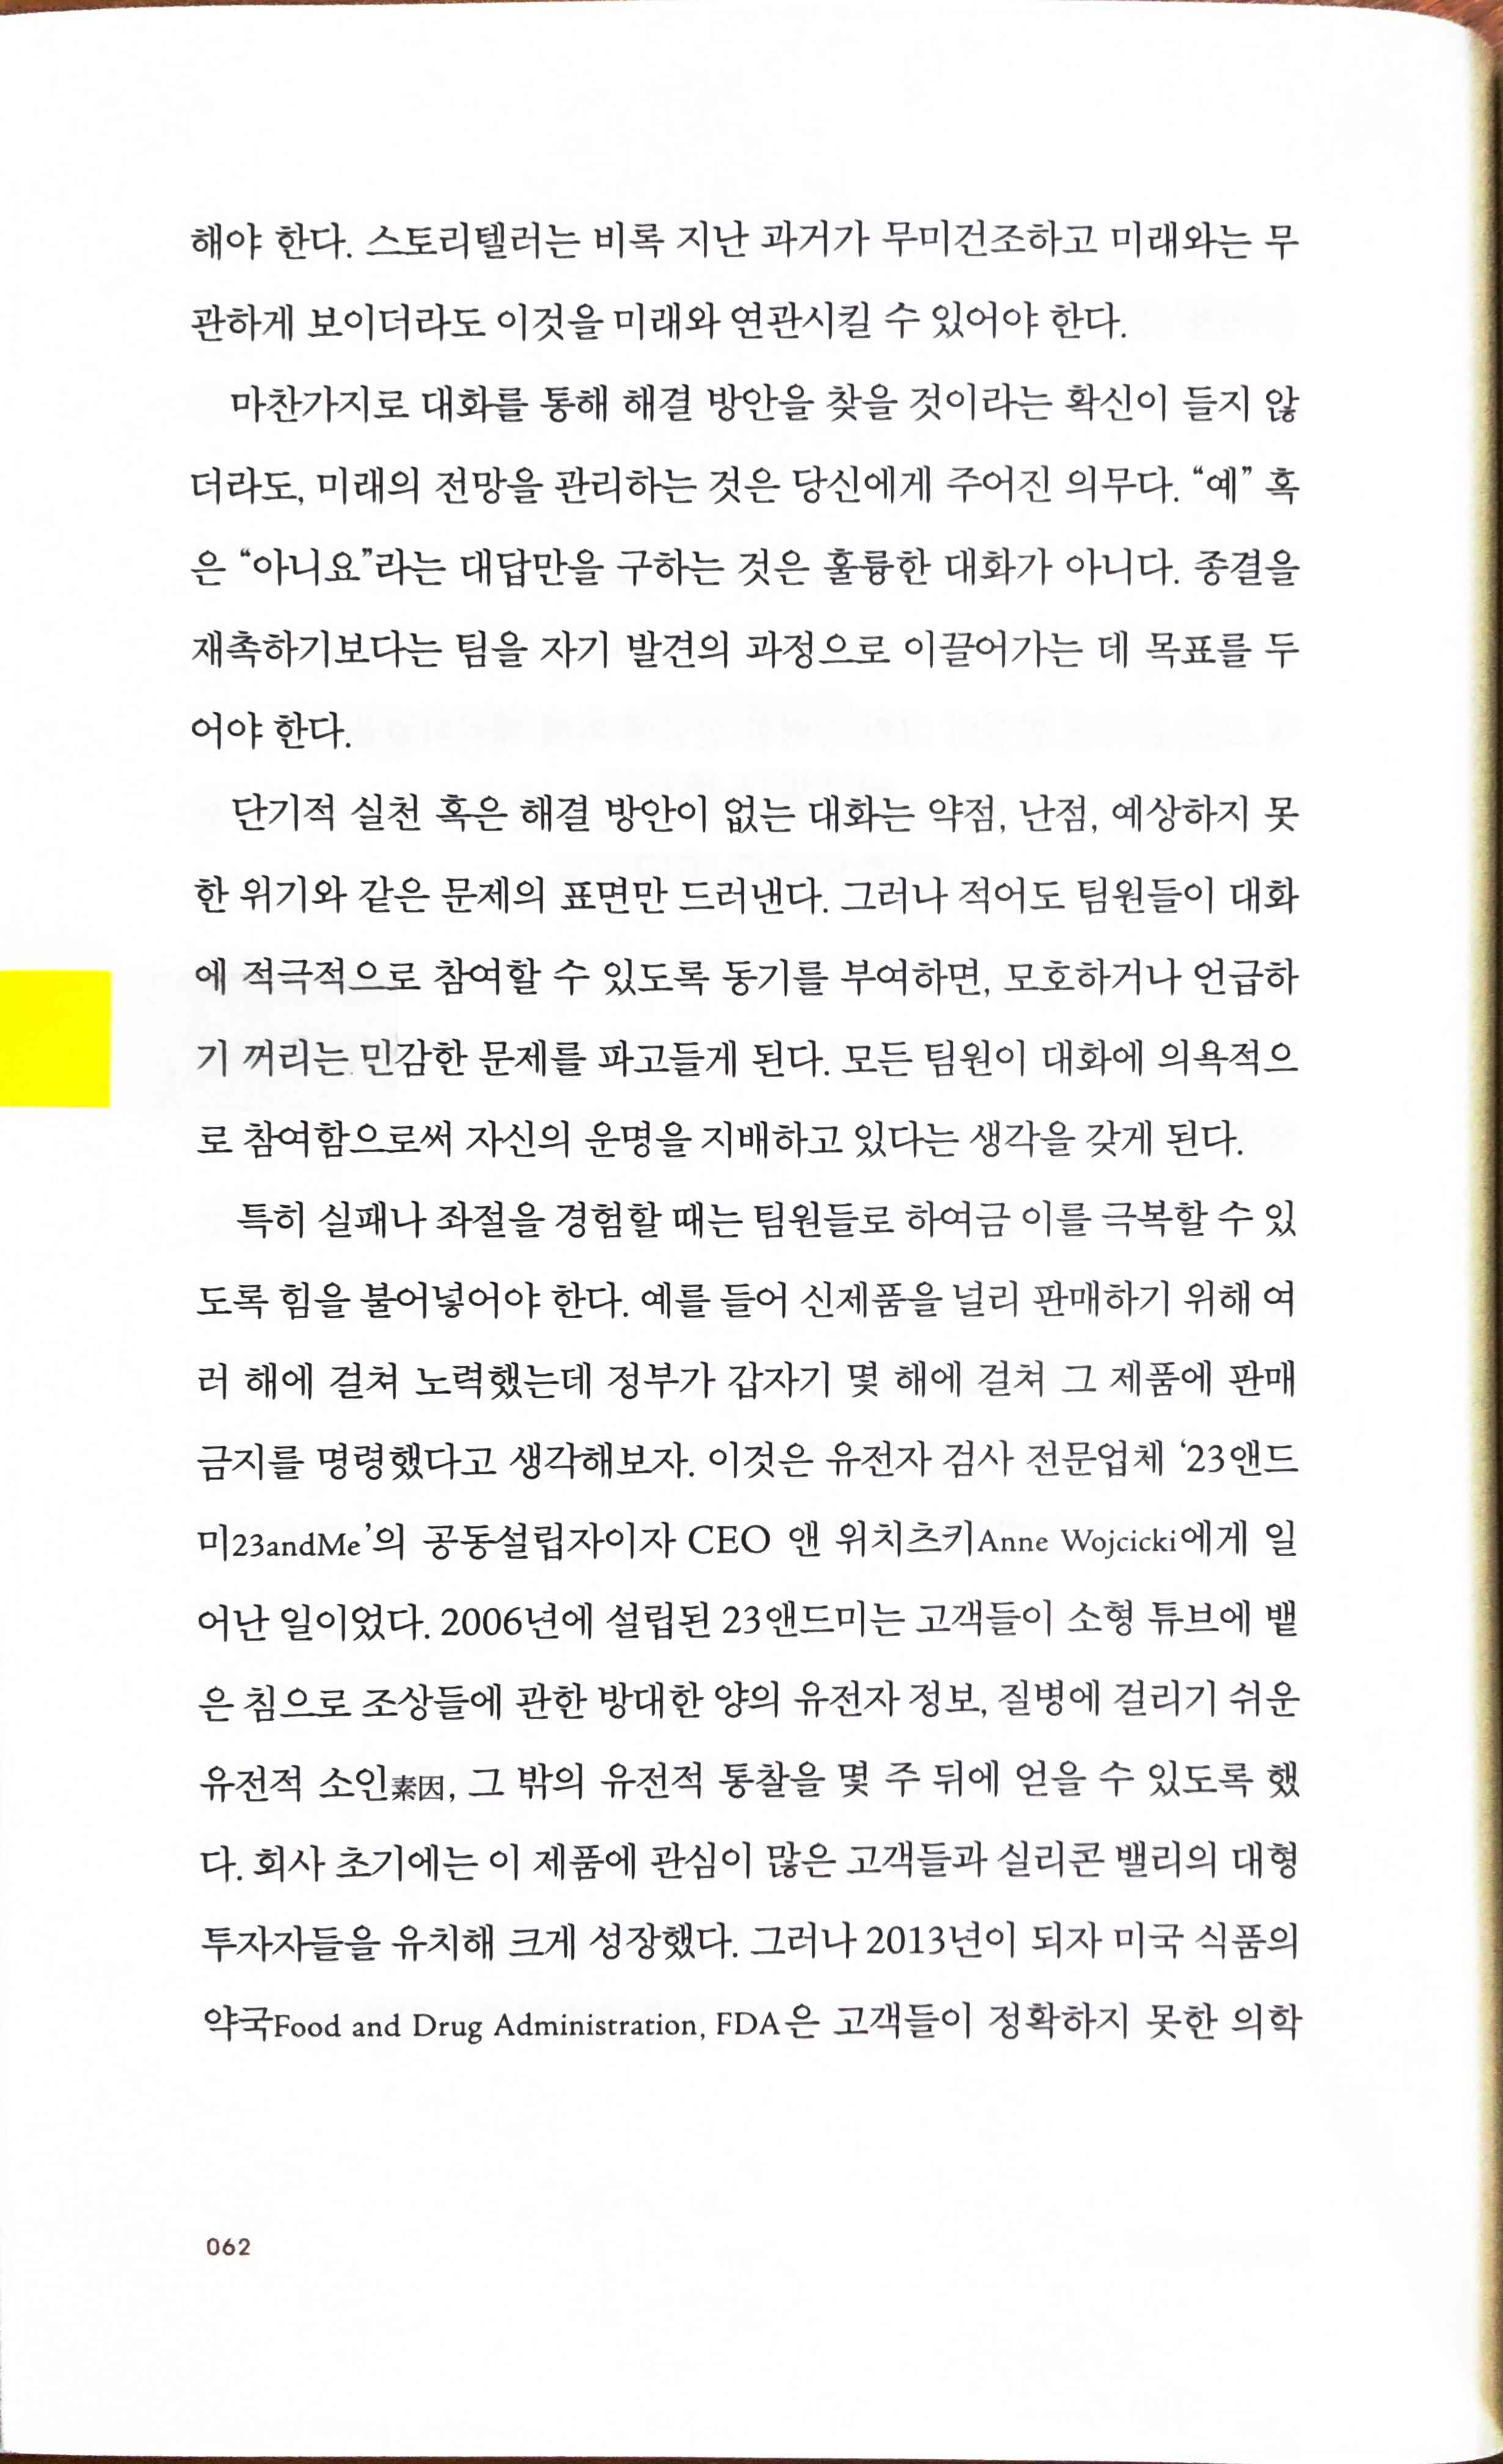 해야 한다. 스토리텔러는 비록 지난 과거가 무미건조하고 미래와는 무
관하게 보이더라도 이것을 미래와 연관시킬 수 있어야 한다.
마찬가지로 대화를 통해 해결 방안을 찾을 것이라는 확신이 들지 않
더라도, 미래의 전망을 관리하는 것은 당신에게 주어진 의무다. “예” 혹
은 “아니요”라는 대답만을 구하는 것은 훌륭한 대화가 아니다. 종결을
재촉하기보다는 팀을 자기 발견의 과정으로 이끌어가는 데 목표를 두
어야 한다.
단기적 실천 혹은 해결 방안이 없는 대화는 약점, 난점, 예상하지 못
한 위기와 같은 문제의 표면만 드러낸다. 그러나 적어도 팀원들이 대화
에 적극적으로 참여할 수 있도록 동기를 부여하면, 모호하거나 언급하
기 꺼리는 민감한 문제를 파고들게 된다. 모든 팀원이 대화에 의욕적으
로 참여함으로써 자신의 운명을 지배하고 있다는 생각을 갖게 된다.
특히 실패나 좌절을 경험할 때는 팀원들로 하여금 이를 극복할 수 있
도록 힘을 불어넣어야 한다. 예를 들어 신제품을 널리 판매하기 위해 여
러 해에 걸쳐 노력했는데 정부가 갑자기 몇 해에 걸쳐 그 제품에 판매
금지를 명령했다고 생각해보자. 이것은 유전자 검사 전문업체 ‘23앤드
미23andMe’의 공동설립자이자 CEO 앤 위치츠키Anne Wojcicki에게 일
어난 일이었다. 2006년에 설립된 23앤드미는 고객들이 소형 튜브에 뱉
은 침으로 조상들에 관한 방대한 양의 유전자 정보, 질병에 걸리기 쉬운
유전적 소인素因, 그 밖의 유전적 통찰을 몇 주 뒤에 얻을 수 있도록 했
다. 회사 초기에는 이 제품에 관심이 많은 고객들과 실리콘 밸리의 대형
투자자들을 유치해 크게 성장했다. 그러나 2013년이 되자 미국 식품의
약국Food and Drug Administration, FDA은 고객들이 정확하지 못한 의학
062